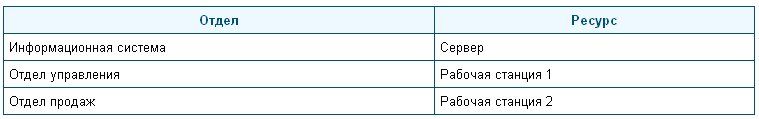 Отдел Ресурс
Информационная система Сервер
Отдел управления Рабочая станция 1
Отдел продаж Рабочая станция 2